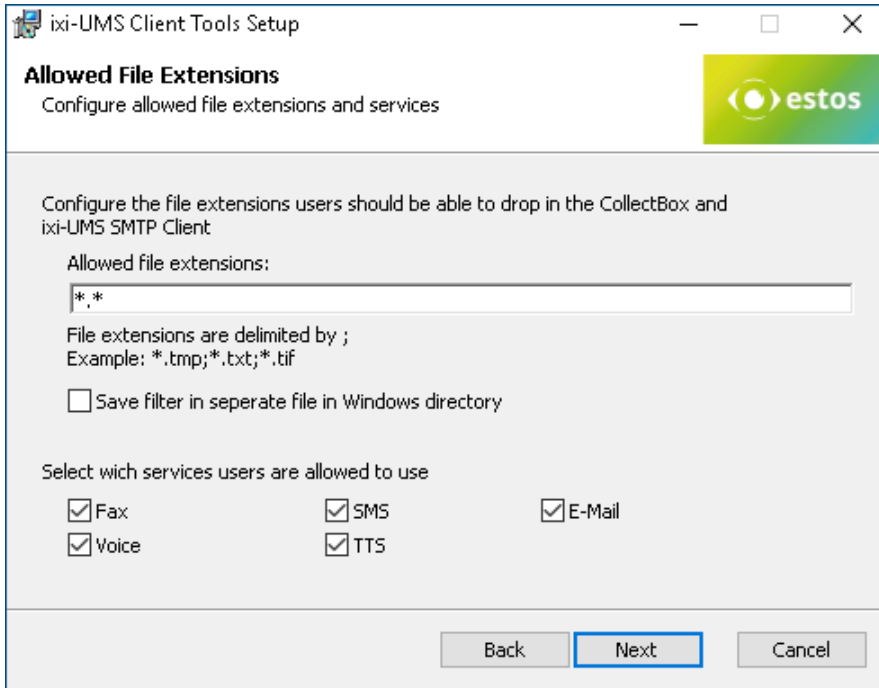 ixi-UMS Client Tools Setup
Allowed File Extensions
Configure allowed file extensions and services
estos
Configure the file extensions users should be able to drop in the CollectBox and
ixi-UMS SMTP Client
Allowed file extensions:
*.*
File extensions are delimited by ;
Example: *.tmp;*.txt;*.tif
Save filter in seperate file in Windows directory
Select wich services users are allowed to use
Fax SMS E-Mail
Voice TTS
Back Next Cancel